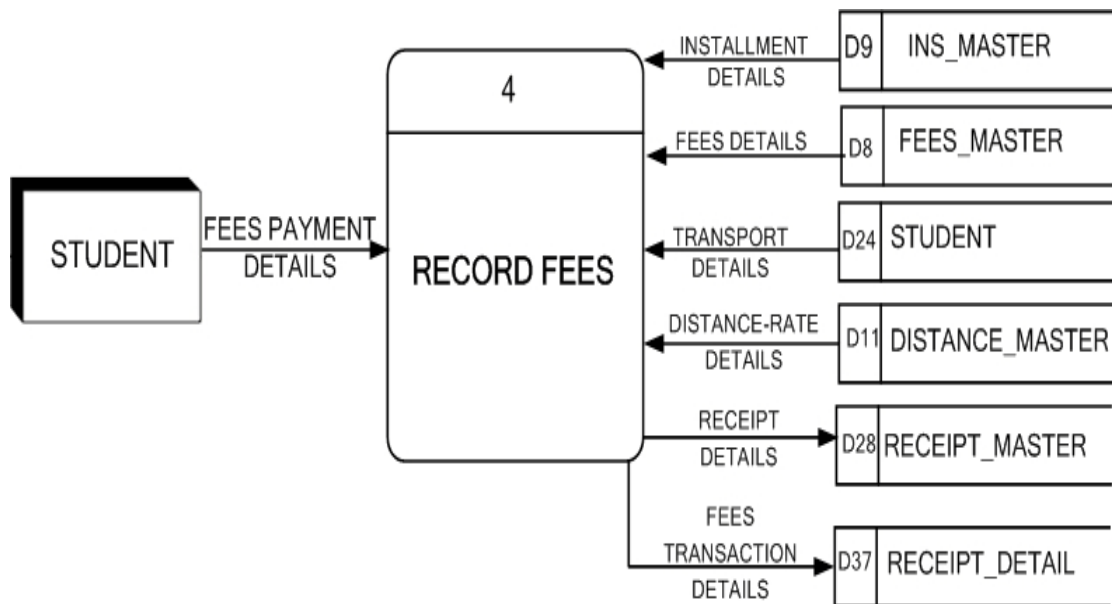 STUDENT
FEES PAYMENT
DETAILS
4
RECORD FEES
INSTALLMENT
DETAILS
D9
INS_MASTER
FEES DETAILS
D8
FEES_MASTER
TRANSPORT
DETAILS
D24
STUDENT
DISTANCE-RATE
DETAILS
D11
DISTANCE_MASTER
RECEIPT
DETAILS
D28
RECEIPT_MASTER
FEES
TRANSACTION
DETAILS
D37
RECEIPT_DETAIL